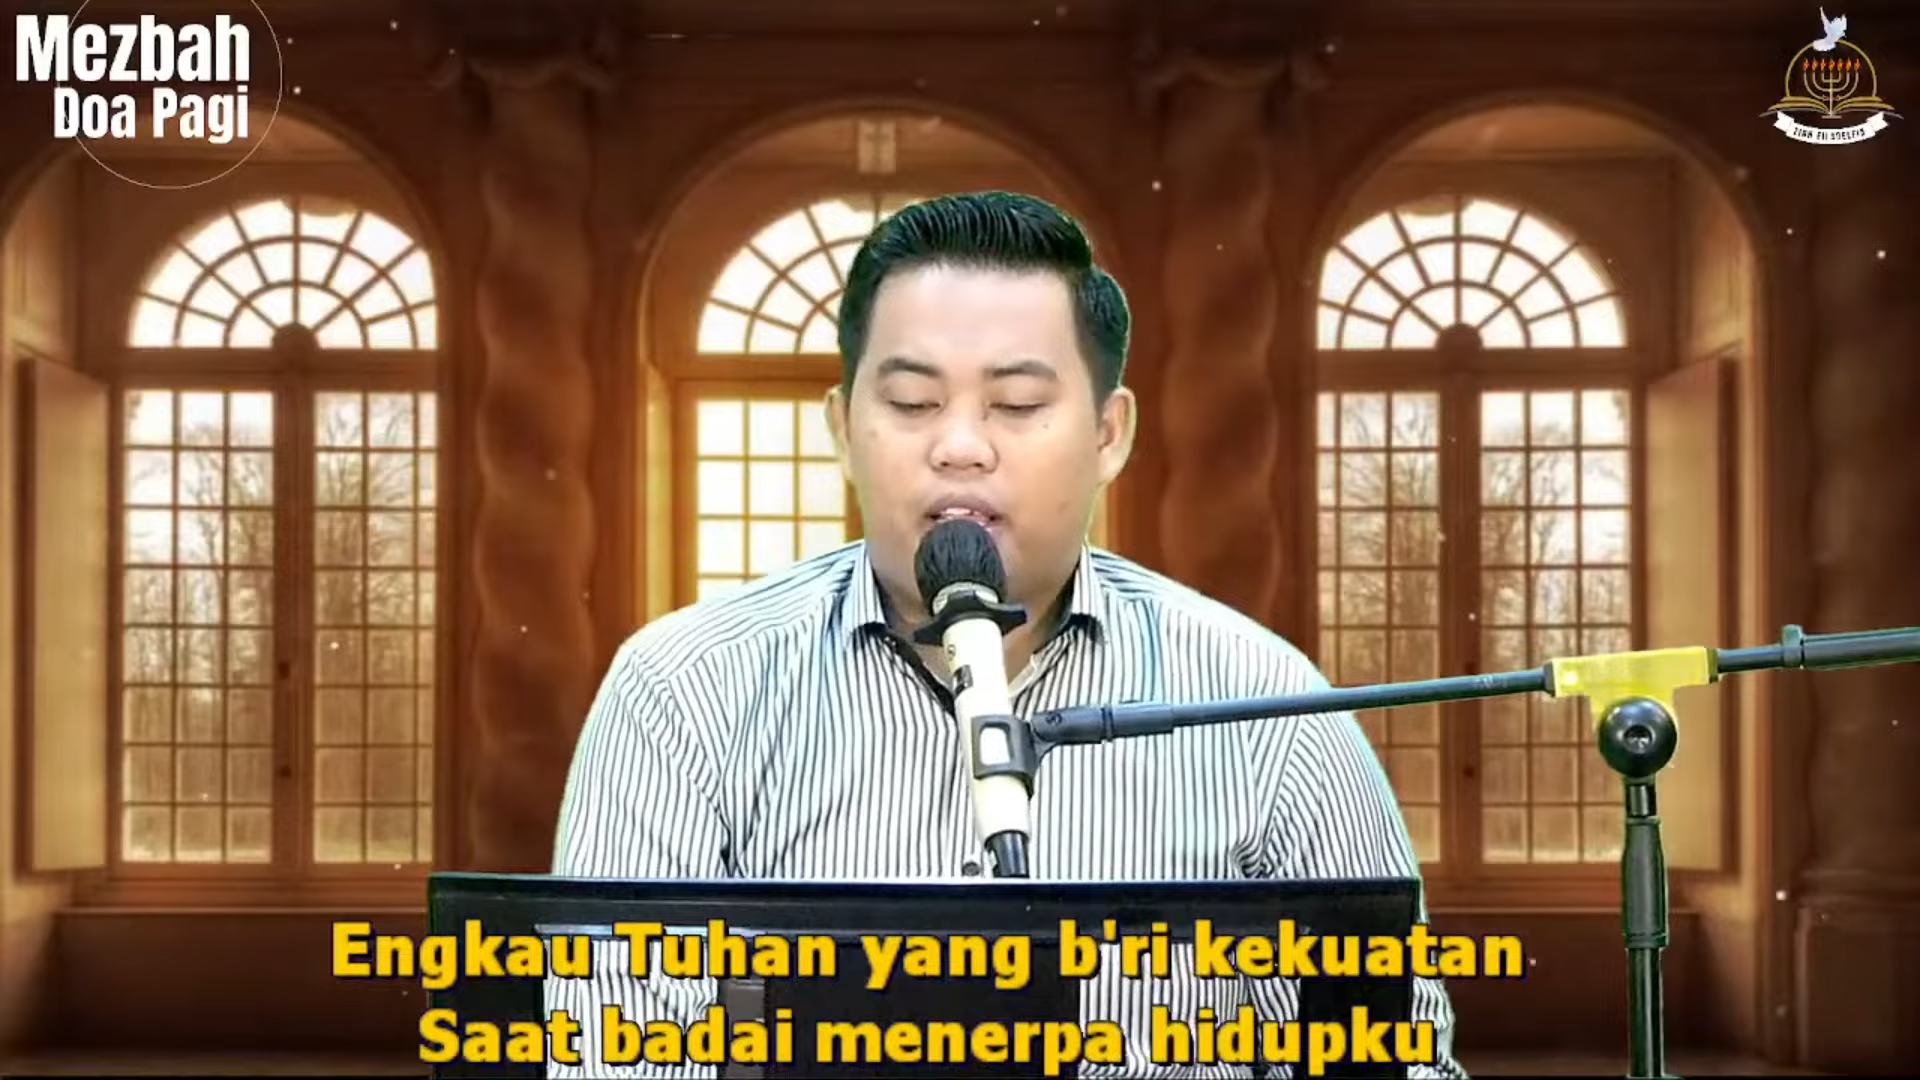 Mezbah
Doa Pagi
Engkau Tuhan yang b'ri kekuatan
Saat badai menerpa hidupku